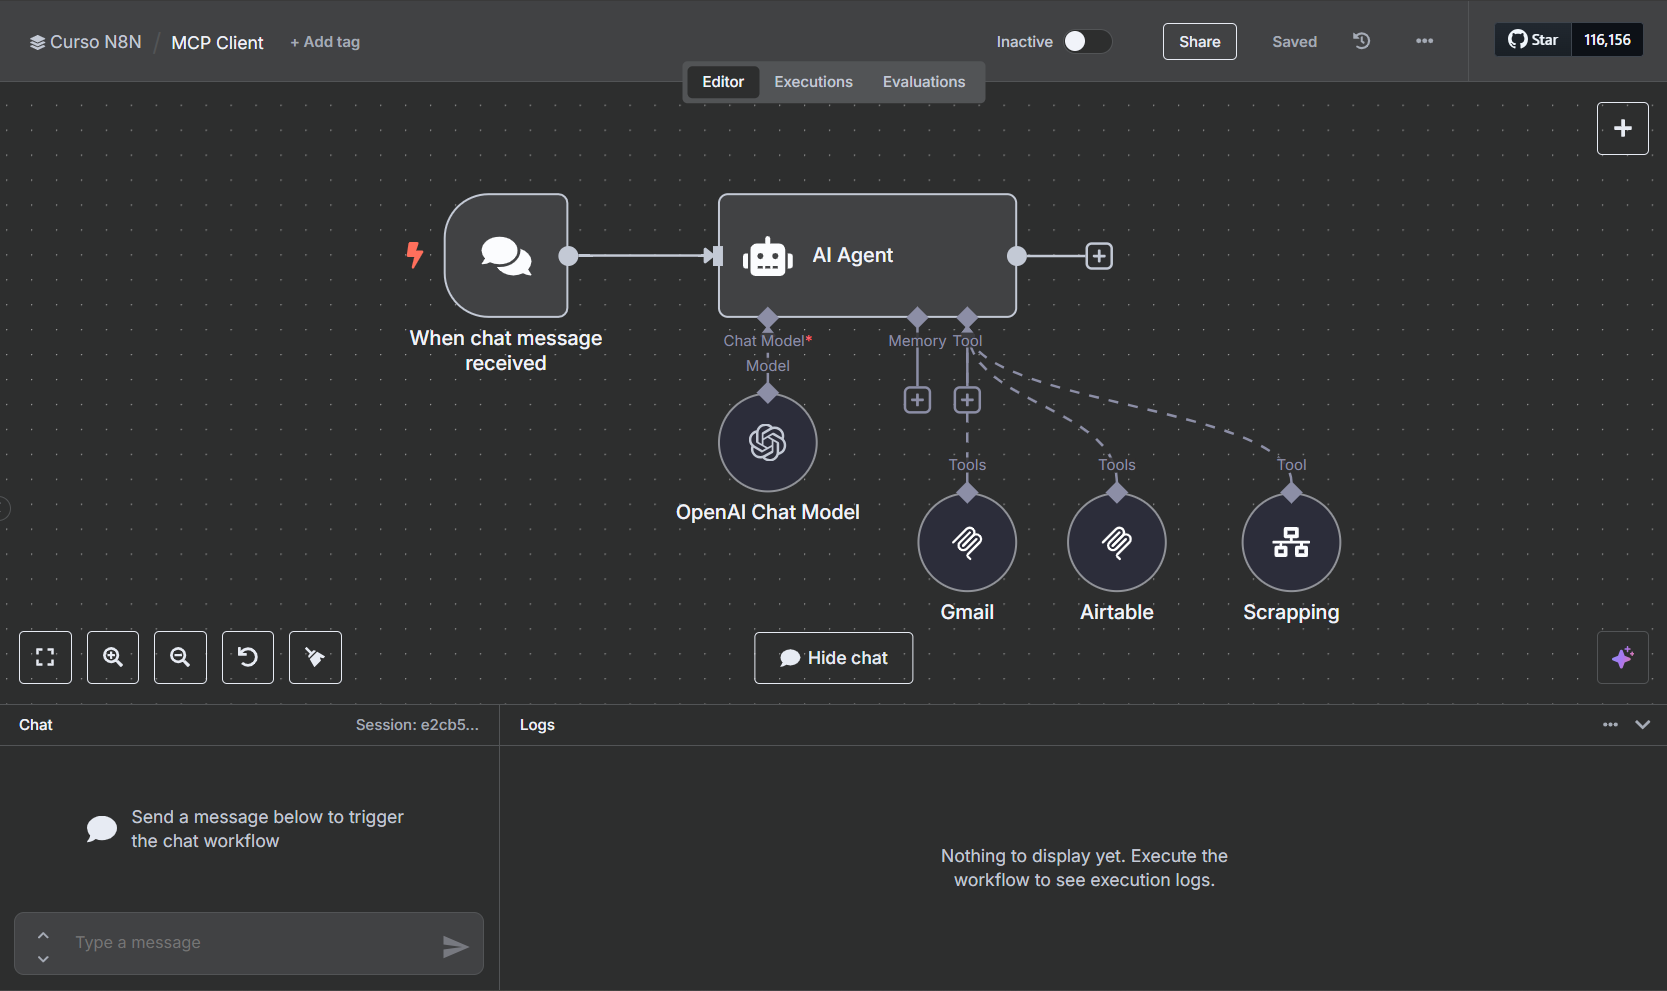 Curso N8N / MCP Client + Add tag
Inactive Share Saved Star 116,156
Editor Executions Evaluations
AI Agent
When chat message
received
Chat Model*
Memory Tool
Model
OpenAI Chat Model
Tools Tools Tool
Gmail Airtable Scrapping
Hide chat
Chat Session: e2cb5...
Logs
Send a message below to trigger
the chat workflow
Nothing to display yet. Execute the
workflow to see execution logs.
Type a message